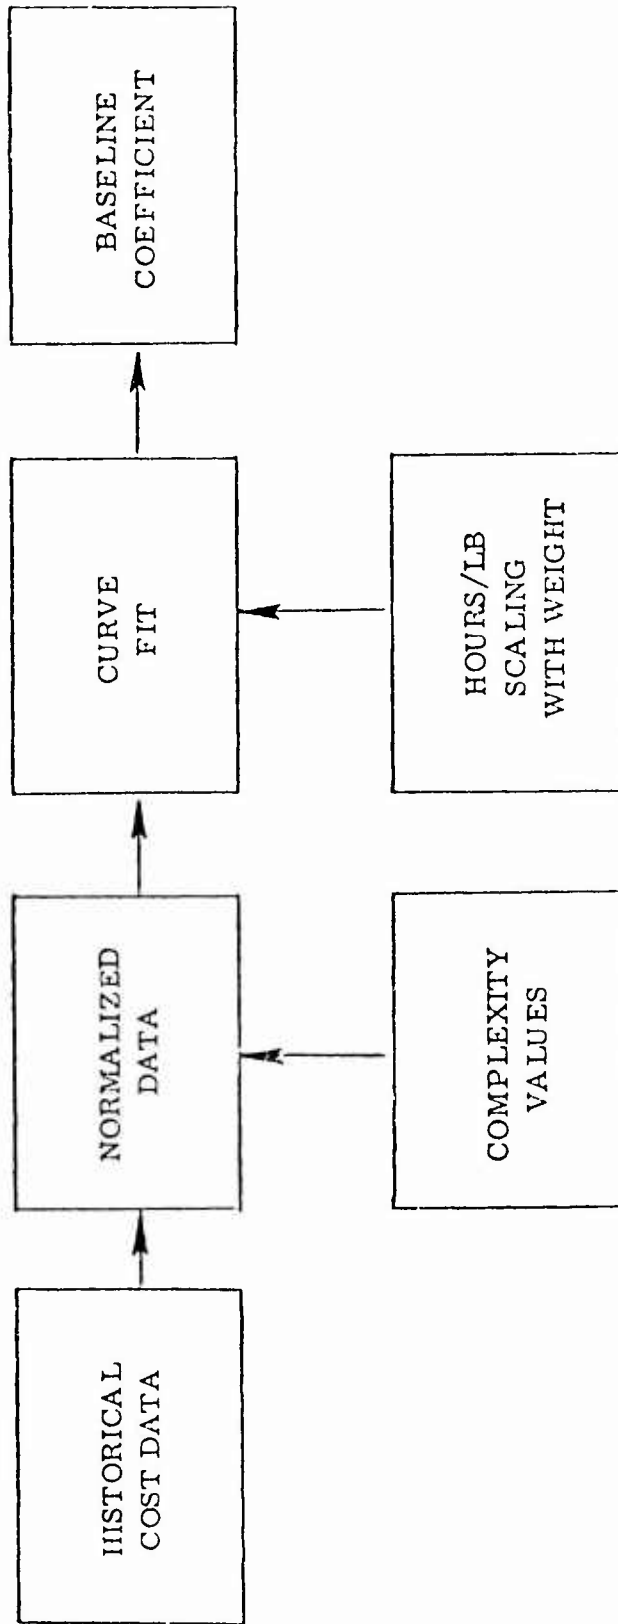 HISTORICAL
COST DATA
NORMALIZED
DATA
CURVE
FIT
BASELINE
COEFFICIENT
COMPLEXITY
VALUES
HOURS/LB
SCALING
WITH WEIGHT